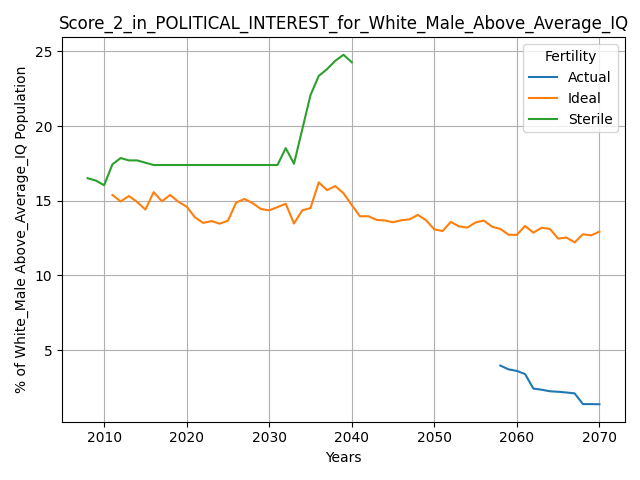 Score_2_in_POLITICAL_INTEREST_for_White_Male_Above_Average_IQ
% of White_Male Above_Average_IQ Population
25
20
15
10
5
Fertility
Actual
Ideal
Sterile
2010 2020 2030 2040 2050 2060 2070
Years